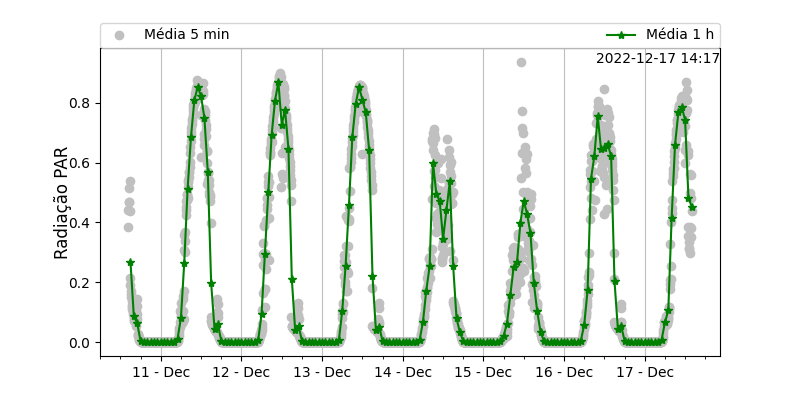 Média 5 min
Média 1 h
2022-12-17 14:17
Radiação PAR
0.8
0.6
0.4
0.2
0.0
11 - Dec
12 - Dec
13 - Dec
14 - Dec
15 - Dec
16 - Dec
17 - Dec